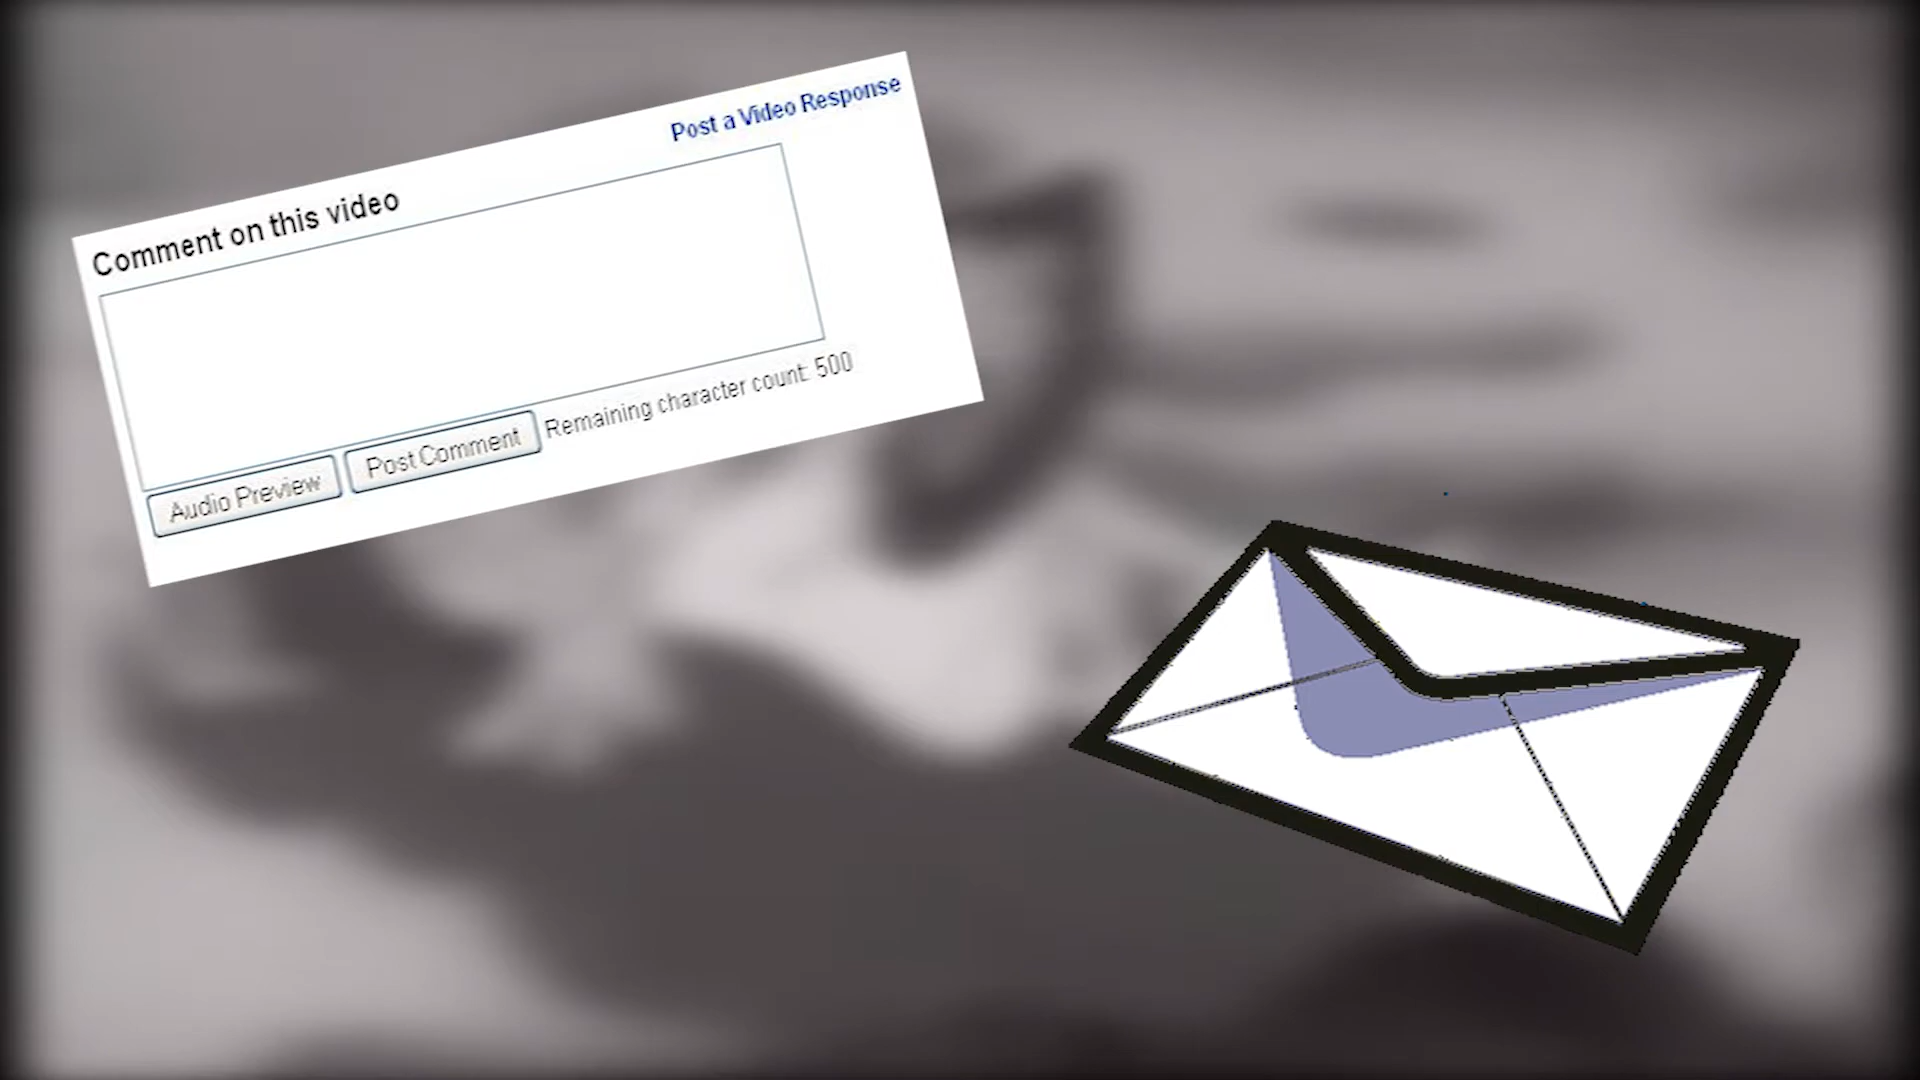 Post a Video Response
Comment on this video
Remaining character count: 500
Audio Preview
Post Comment